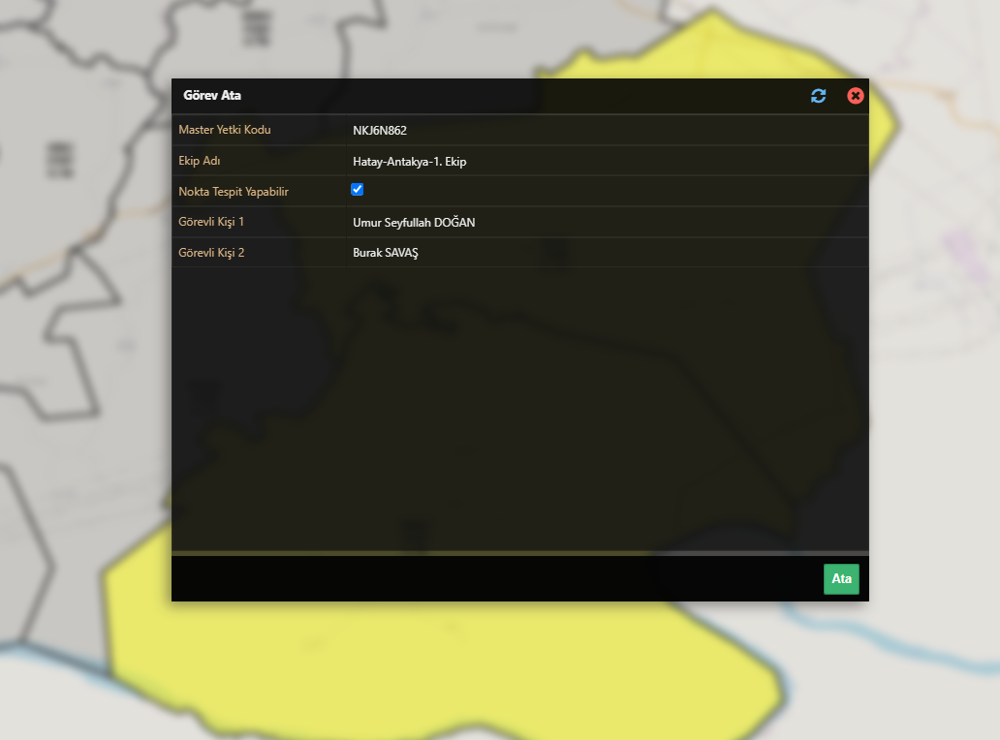 Görev Ata
Master Yetki Kodu NKJ6N862
Ekip Adı Hatay-Antakya-1. Ekip
Nokta Tespit Yapabilir
Görevli Kişi 1 Umur Seyfullah DOĞAN
Görevli Kişi 2 Burak SAVAŞ
Ata